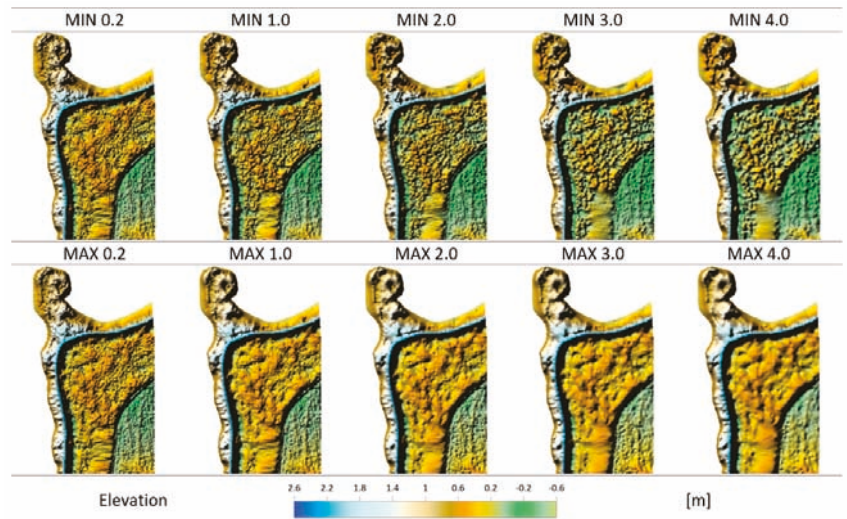 MIN 0.2 MIN 1.0 MIN 2.0 MIN 3.0 MIN 4.0
MAX 0.2 MAX 1.0 MAX 2.0 MAX 3.0 MAX 4.0
2.6 2.2 1.8 1.4 1 0.6 0.2 -0.2 -0.6
Elevation [m]